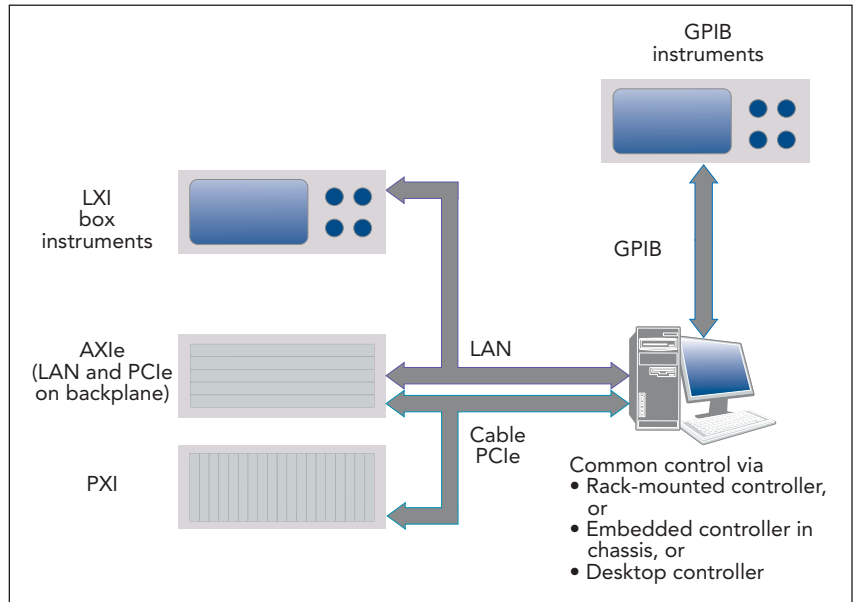 GPIB
instruments
LXI
box
instruments
GPIB
AXIe
(LAN and PCIe
on backplane)
LAN
Cable
PCIe
PXI
Common control via
• Rack-mounted controller,
or
• Embedded controller in
chassis, or
• Desktop controller